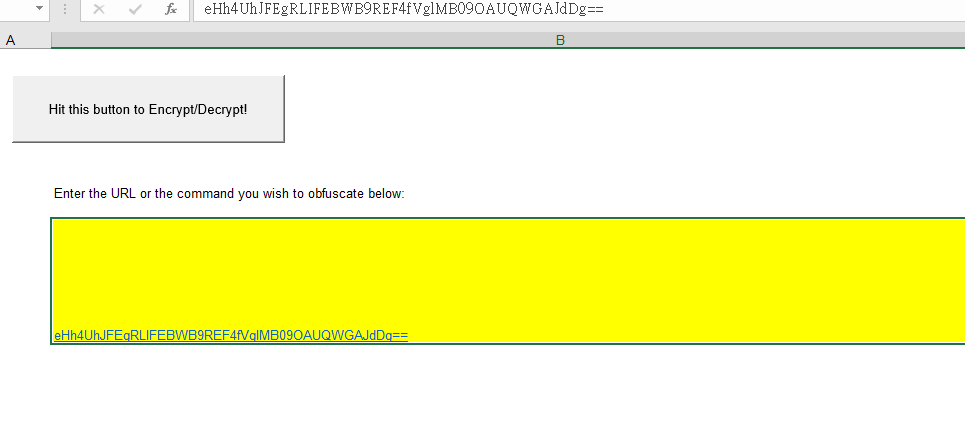 fx eHh4UhJFEgRLIFEBWB9REF4fVglMB09OAUQWGAJdDg==
A B
Hit this button to Encrypt/Decrypt!
Enter the URL or the command you wish to obfuscate below:
eHh4UhJFEgRLIFEBWB9REF4fVglMB09OAUQWGAJdDg==